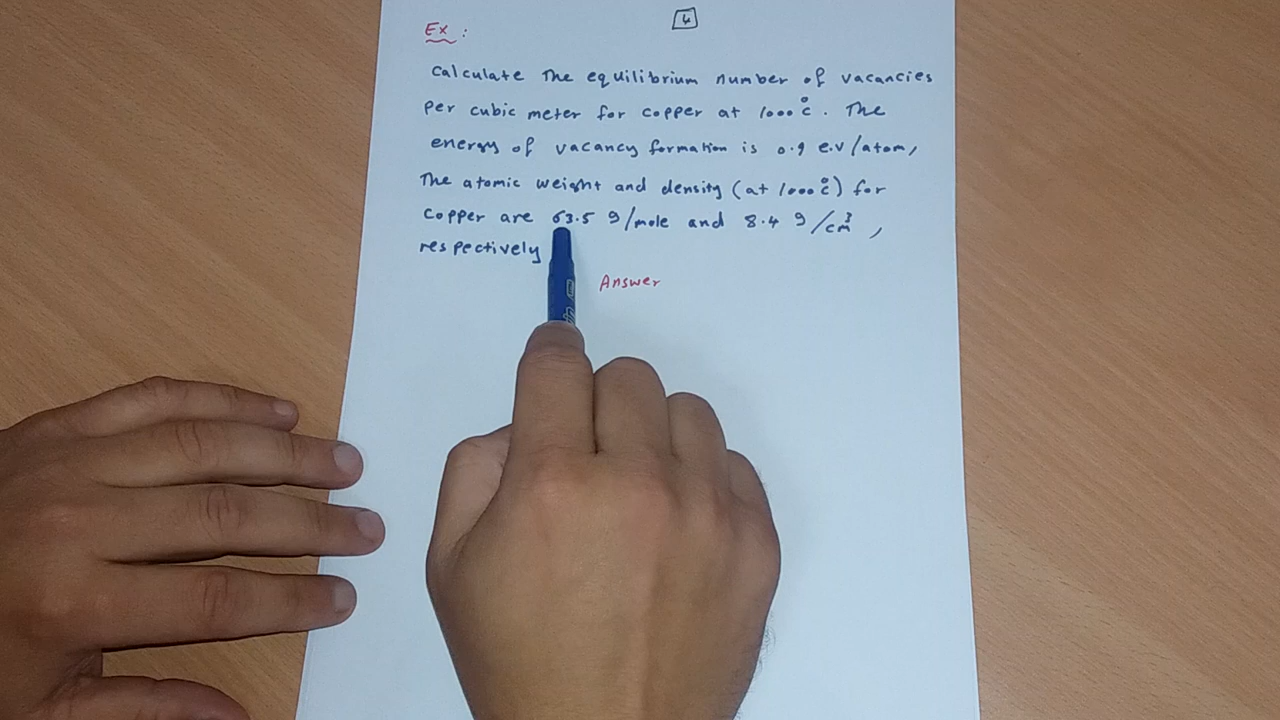 4
Ex :
Calculate The equilibrium number of vacancies
per cubic meter for copper at 1000°C. The
energy of vacancy formation is 0.9 e.v/atom,
The atomic weight and density (at 1000°C) for
Copper are 63.5 g/mole and 8.4 g/cm³,
respectively
Answer